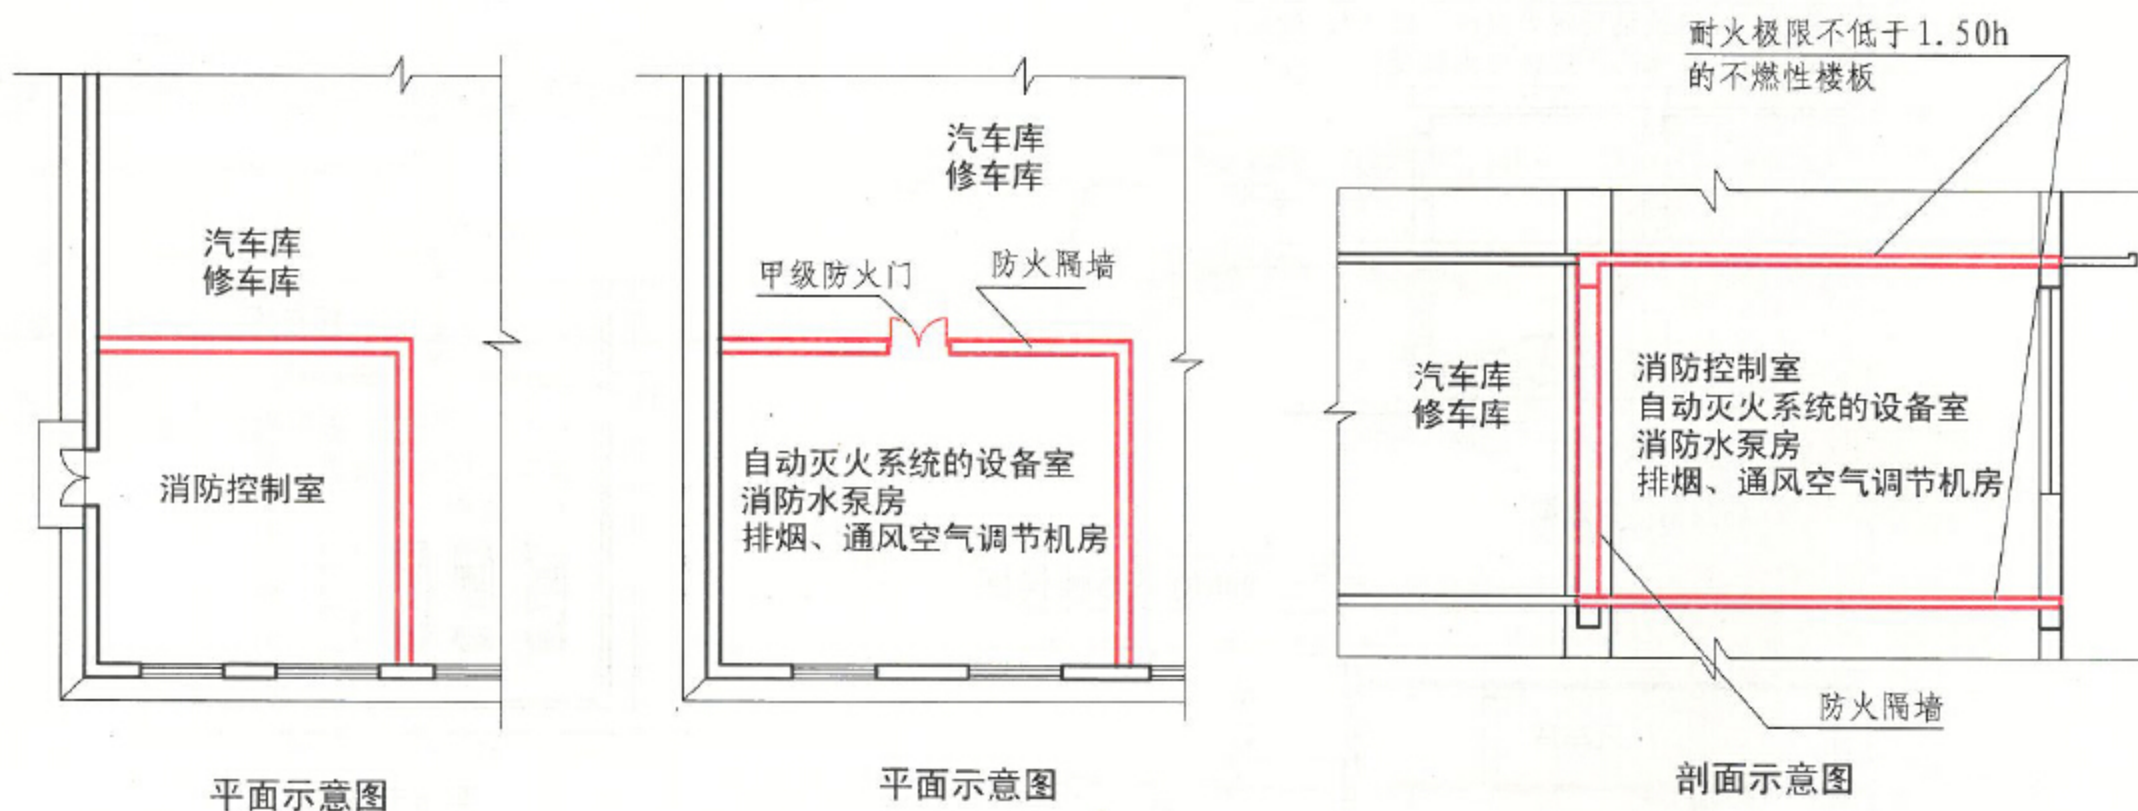 汽车库
修车库
消防控制室
平面示意图
汽车库
修车库
甲级防火门
防火隔墙
自动灭火系统的设备室
消防水泵房
排烟、通风空气调节机房
平面示意图
耐火极限不低于1.50h
的不燃性楼板
汽车库
修车库
消防控制室
自动灭火系统的设备室
消防水泵房
排烟、通风空气调节机房
防火隔墙
剖面示意图